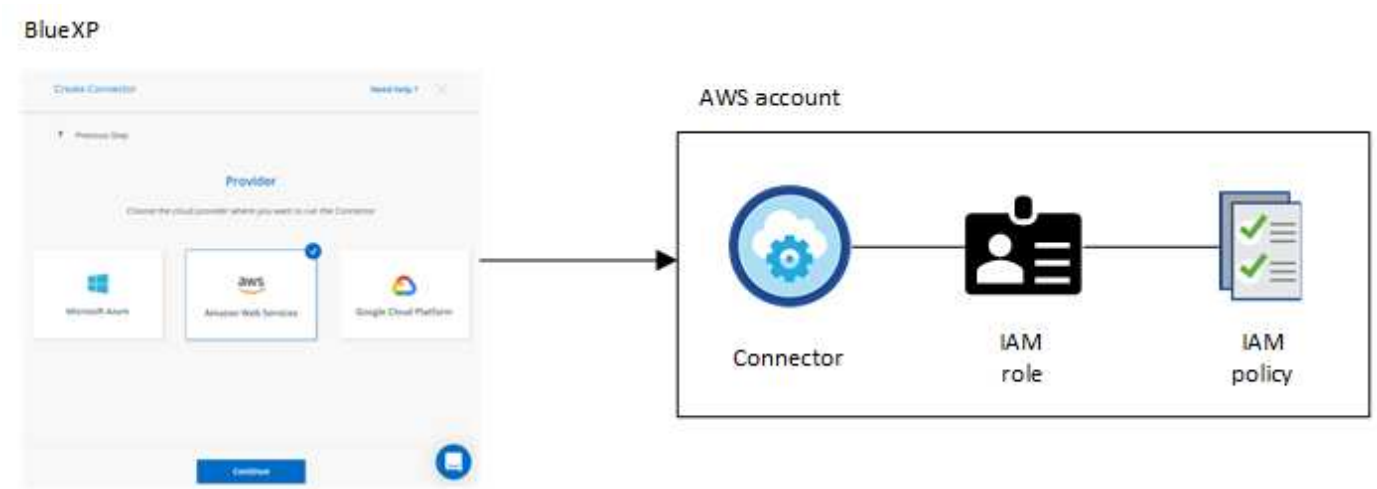 BlueXP
Create Connector
Need help?
Previous Step
Provider
Choose the cloud provider where you want to run the Connector
Microsoft Azure
aws
Amazon Web Services
Google Cloud Platform
Continue
AWS account
Connector
IAM
role
IAM
policy